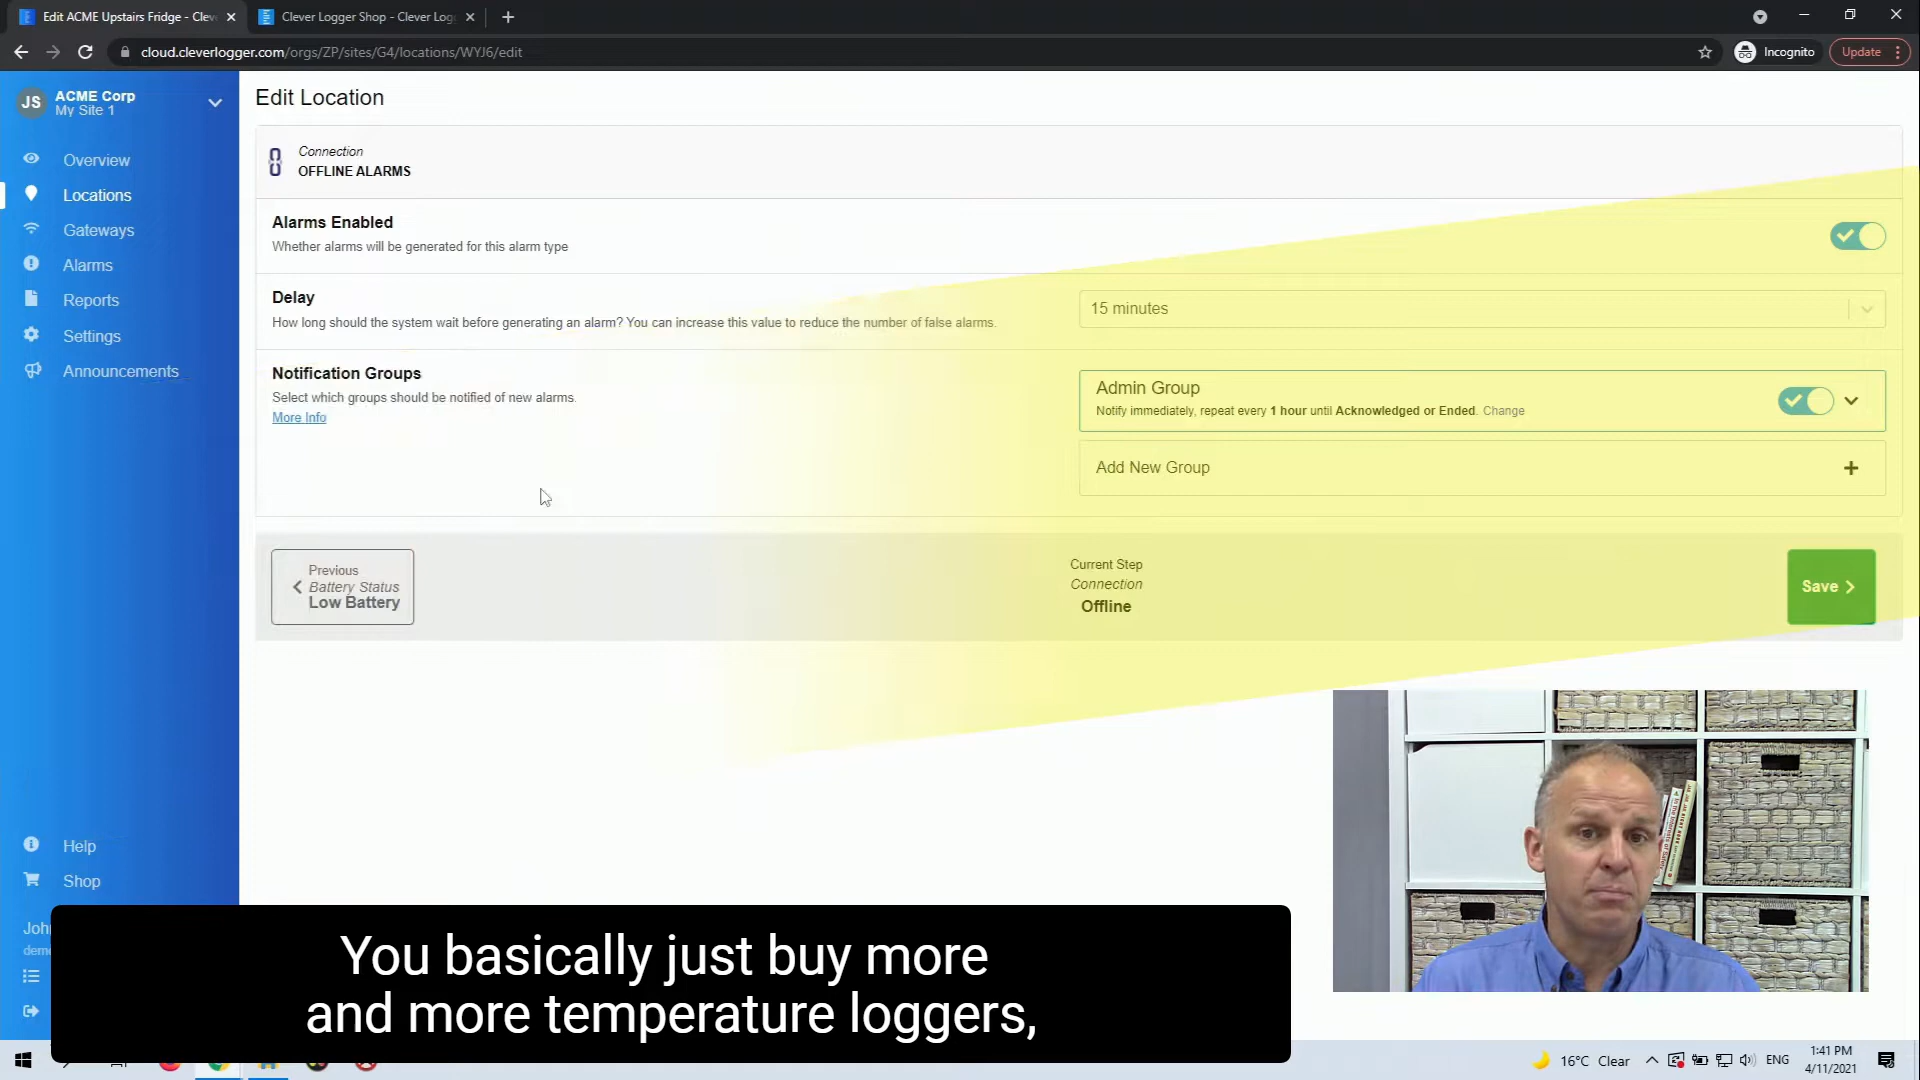 Edit ACME Upstairs Fridge - Cleve
Clever Logger Shop - Clever Logg
cloud.cleverlogger.com/orgs/ZP/sites/G4/locations/WYJ6/edit
Incognito
Update
JS
ACME Corp
My Site 1
Overview
Locations
Gateways
Alarms
Reports
Settings
Announcements
Help
Shop
Edit Location
Connection
OFFLINE ALARMS
Alarms Enabled
Whether alarms will be generated for this alarm type
Delay
How long should the system wait before generating an alarm? You can increase this value to reduce the number of false alarms.
15 minutes
Notification Groups
Select which groups should be notified of new alarms.
More Info
Admin Group
Notify immediately, repeat every 1 hour until Acknowledged or Ended. Change
Add New Group
Previous
Battery Status
Low Battery
Current Step
Connection
Offline
Save
You basically just buy more
and more temperature loggers,
16°C Clear
ENG
1:41 PM
4/11/2021